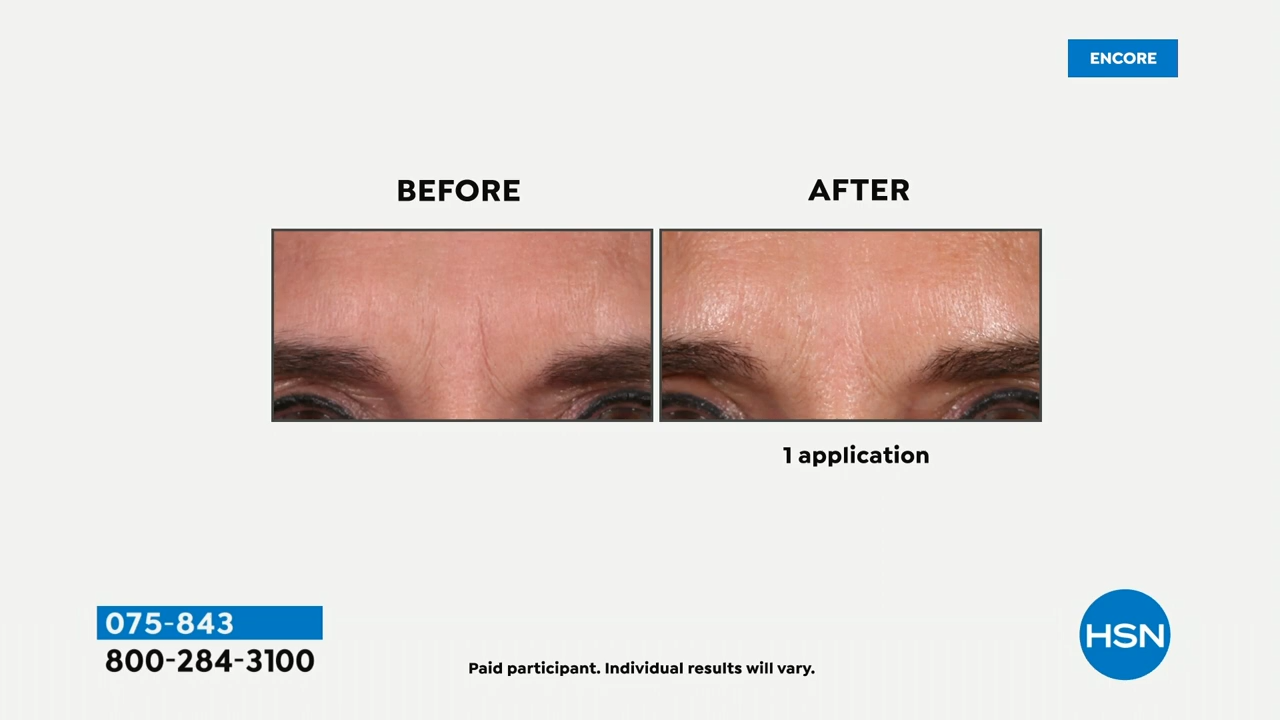 ENCORE
BEFORE
AFTER
1 application
075-843
800-284-3100
Paid participant. Individual results will vary.
HSN